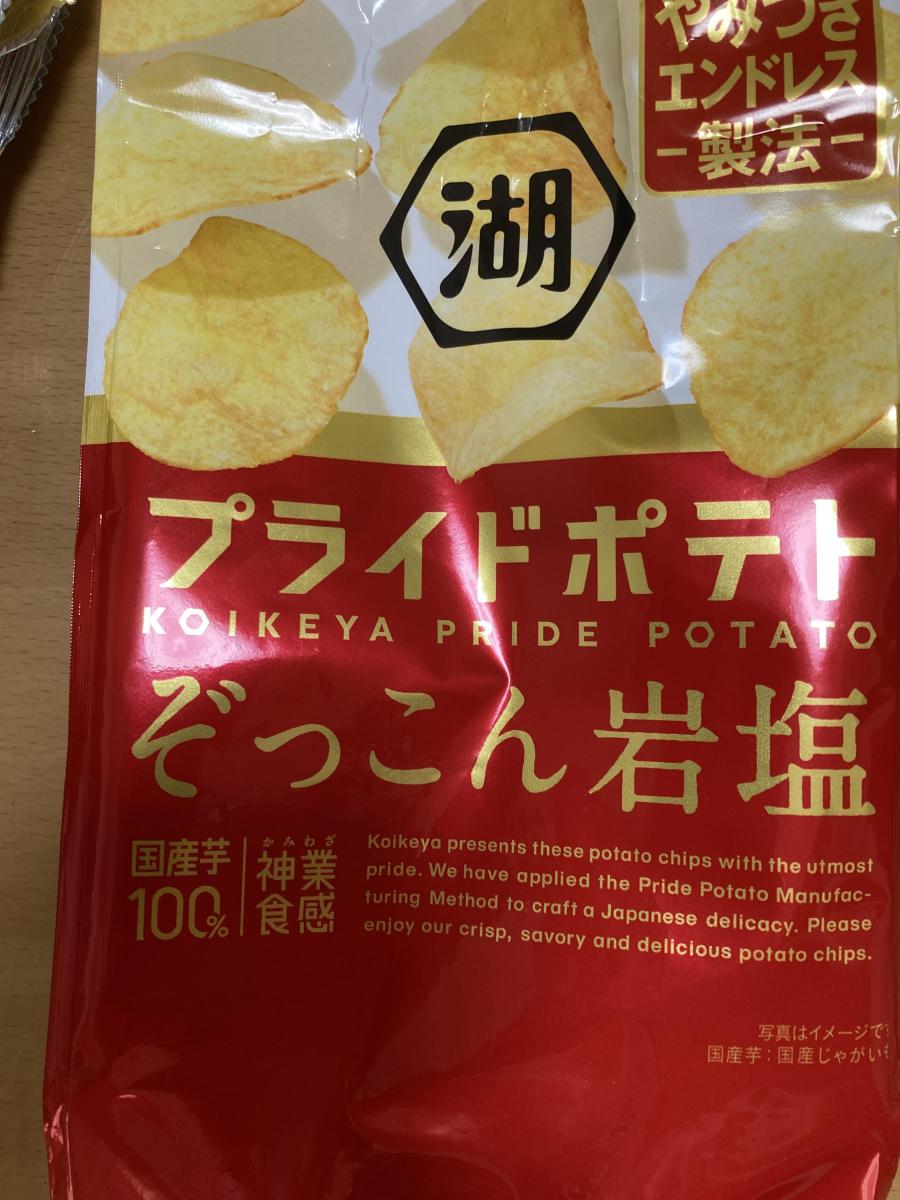 やみつき
エンドレス
-製法-
湖
プライドポテト
KOIKEYA PRIDE POTATO
ぞっこん岩塩
国産芋
100%
かみわざ
神業
食感
Koikeya presents these potato chips with the utmost
pride. We have applied the Pride Potato Manufac-
turing Method to craft a Japanese delicacy. Please
enjoy our crisp, savory and delicious potato chips.
写真はイメージです
国産芋:国産じゃがいも